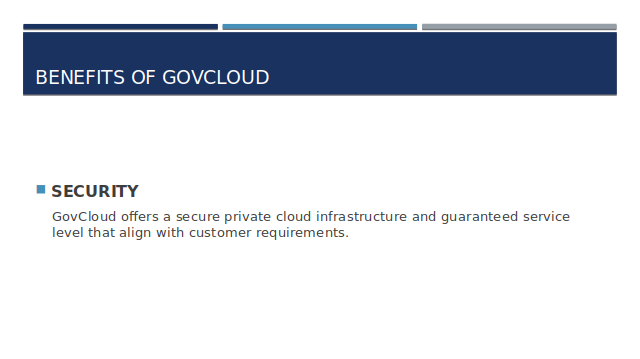 BENEFITS OF GOVCLOUD
SECURITY
GovCloud offers a secure private cloud infrastructure and guaranteed service
level that align with customer requirements.